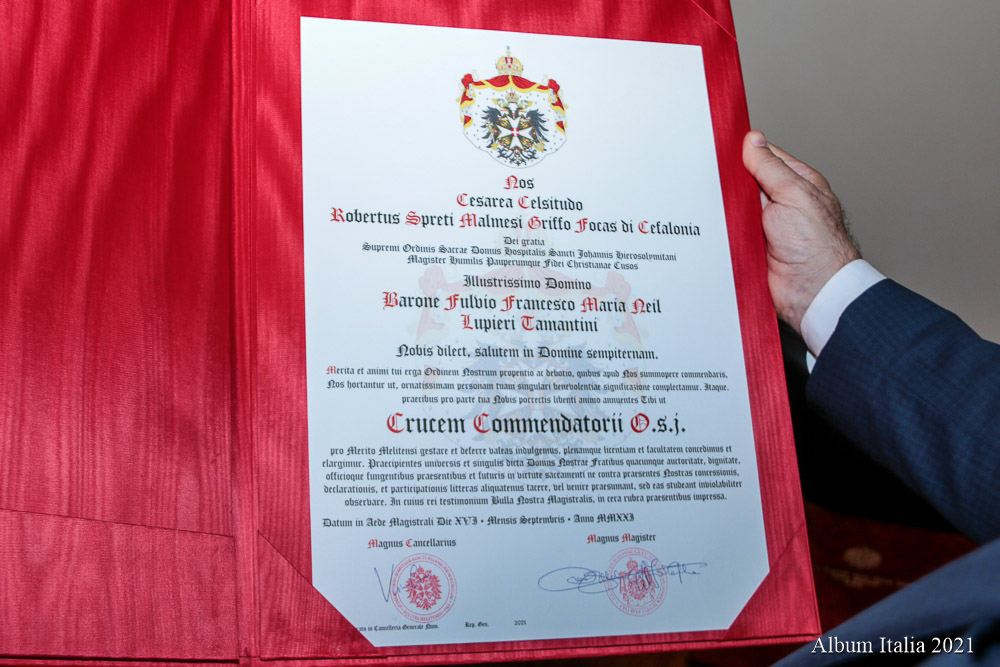 Nos
Cesarea Celsitudo
Robertus Spreti Malmesi Griffo Focas di Cefalonia
Dei gratia
Supremi Ordinis Sacrae Domus Hospitalis Sancti Johannis Hierosolymitani
Magister Humilis Pauperumque Fidei Christianae Cusos
Illustrissimo Domino
Barone Fulvio Francesco Maria Neil
Lupieri Tamantini
Nobis dilect, salutem in Domine sempiternam.
Merita et animi tui erga Ordinem Nostrum propentio ac debotio, quibus apud Nos summopere commendaris,
Nos hortantur ut, ornatissimam personam tuam singulari benevolentiae significazione complectamur. Itaque,
praecibus pro parte tua Nobis porrectis libenti animo annuentes Tibi ut
Crucem Commendatorii O.s.j.
pro Merito Melitensi gestare et deferre valeas indulgemus, plenamque licentiam et facultatem concedimus et
elargimur. Praecipientes universis et singulis dicta Domus Nostrae Fratibus quacumque auctoritate, dignitate,
officioque fungentibus praesentibus et futuris in virtute sacramenti ne contra praesentes Nostras concessionis,
declarationis, et participationis litteras aliquatenus tacere, vel venire praesumant, sed eas studeant inviolabiliter
observare. In cuius rei testimonium Bulla Nostra Magistralis, in cera rubra praesentibus impressa.
Datum in Aede Magistrali Die XVI • Mensis Septembris • Anno MMXXI
Magnus Cancellarius
Magnus Magister
in Cancelleria Generale Num. Reg. Gen. 2021
Album Italia 2021